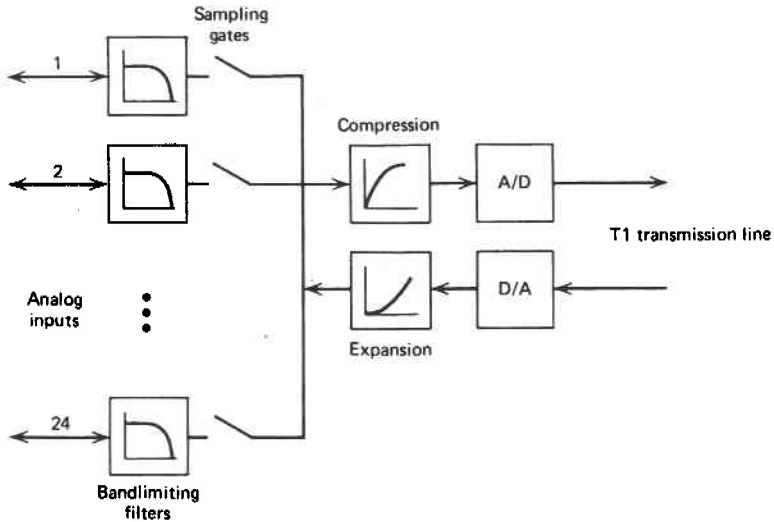 Sampling
gates
1
Compression
2
A/D
T1 transmission line
Analog
inputs
D/A
Expansion
24
Bandlimiting
filters